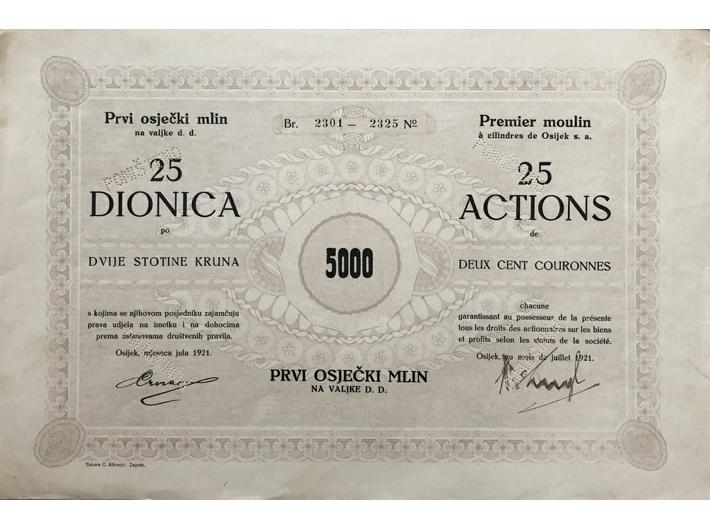 Prvi osječki mlin
na valjke d. d.
Br. 2301 — 2325 No
Premier moulin
à cilindres de Osijek s. a.
25
DIONICA
po
DVIJE STOTINE KRUNA
s kojima se njihovom posjedniku zajamčuju
prava udjela na imetku i na dohocima
prema ustanovama društvenih pravila.
Osijek, mjeseca jula 1921.
5000
PRVI OSJEČKI MLIN
NA VALJKE D. D.
25
ACTIONS
de
DEUX CENT COURONNES
chacune
garantissant au possesseur de la présente
tous les droits des actionnaires sur les biens
et profits selon les statuts de la société.
Osijek, au mois de juillet 1921.
Tiskara C. Albrecht, Zagreb.